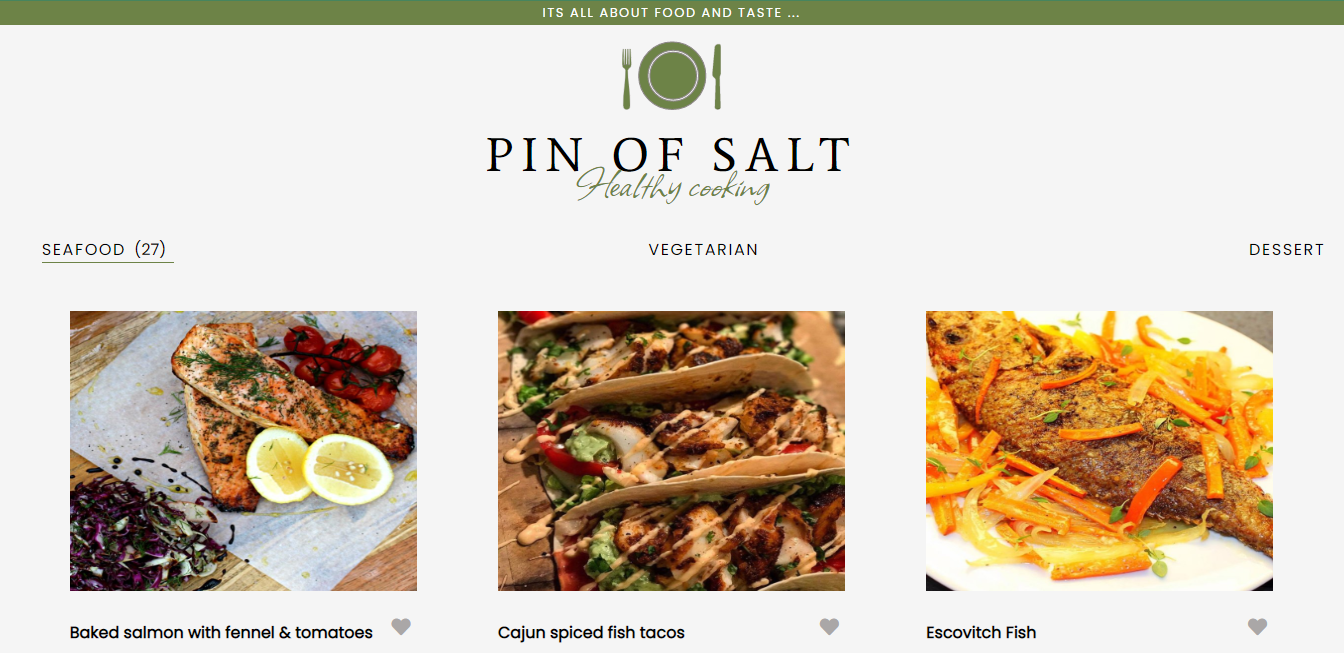 ITS ALL ABOUT FOOD AND TASTE ...
PIN OF SALT
Healthy cooking
SEAFOOD (27)
VEGETARIAN
DESSERT
Baked salmon with fennel & tomatoes
Cajun spiced fish tacos
Escovitch Fish